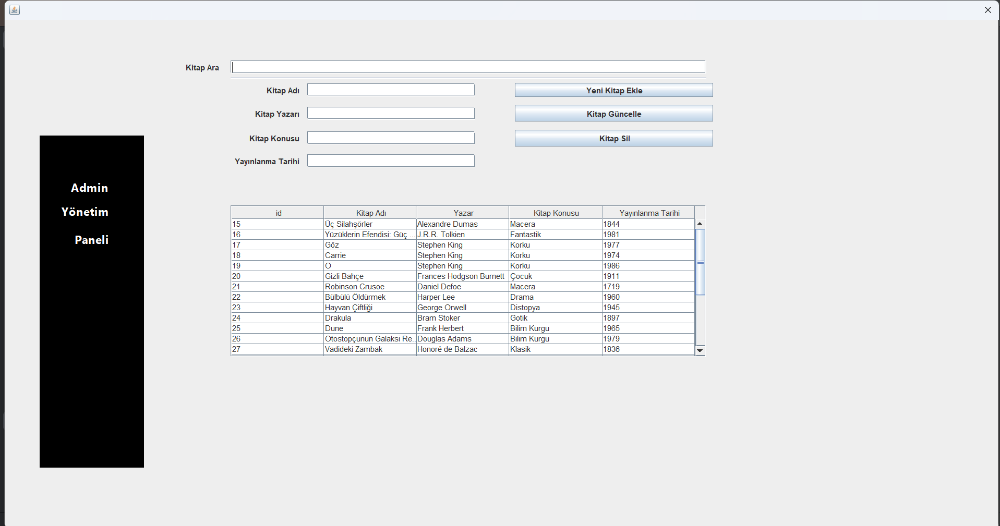 Kitap Ara
Kitap Adı
Yeni Kitap Ekle
Kitap Yazarı
Kitap Güncelle
Kitap Konusu
Kitap Sil
Yayınlanma Tarihi
Admin
Yönetim
Paneli
id Kitap Adı Yazar Kitap Konusu Yayınlanma Tarihi
15 Üç Silahşörler Alexandre Dumas Macera 1844
16 Yüzüklerin Efendisi: Güç ... J.R.R. Tolkien Fantastik 1981
17 Göz Stephen King Korku 1977
18 Carrie Stephen King Korku 1974
19 O Stephen King Korku 1986
20 Gizli Bahçe Frances Hodgson Burnett Çocuk 1911
21 Robinson Crusoe Daniel Defoe Macera 1719
22 Bülbülü Öldürmek Harper Lee Drama 1960
23 Hayvan Çiftliği George Orwell Distopya 1945
24 Drakula Bram Stoker Gotik 1897
25 Dune Frank Herbert Bilim Kurgu 1965
26 Otostopçunun Galaksi Re... Douglas Adams Bilim Kurgu 1979
27 Vadideki Zambak Honoré de Balzac Klasik 1836